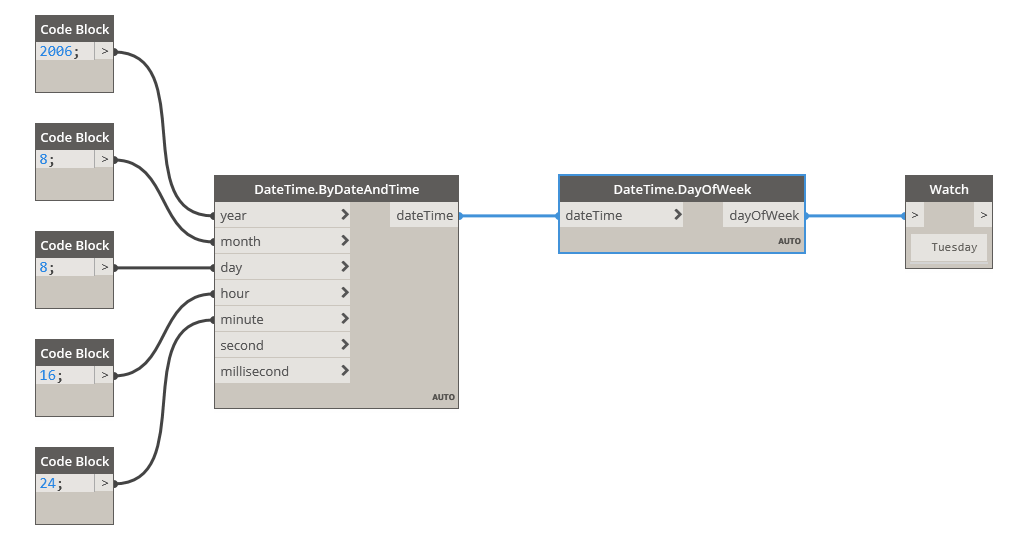 Code Block
2006; >
Code Block
8; >
Code Block
8; >
Code Block
16; >
Code Block
24; >
DateTime.ByDateAndTime
year
dateTime
month
day
hour
minute
second
millisecond
AUTO
DateTime.DayOfWeek
dateTime
dayOfWeek
AUTO
Watch
> >
Tuesday